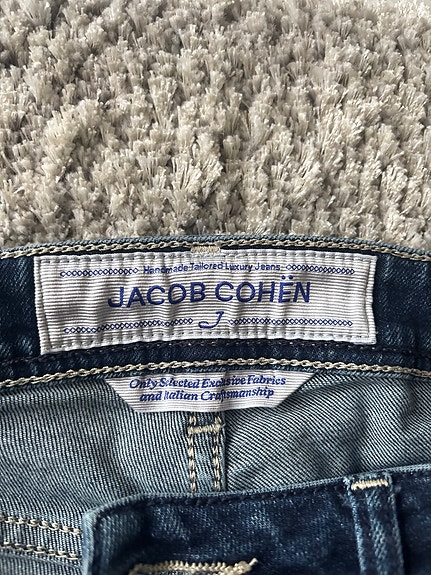 Handmade Tailored Luxury Jeans
JACOB COHËN
J
Only Selected Exclusive Fabrics
and Italian Craftsmanship